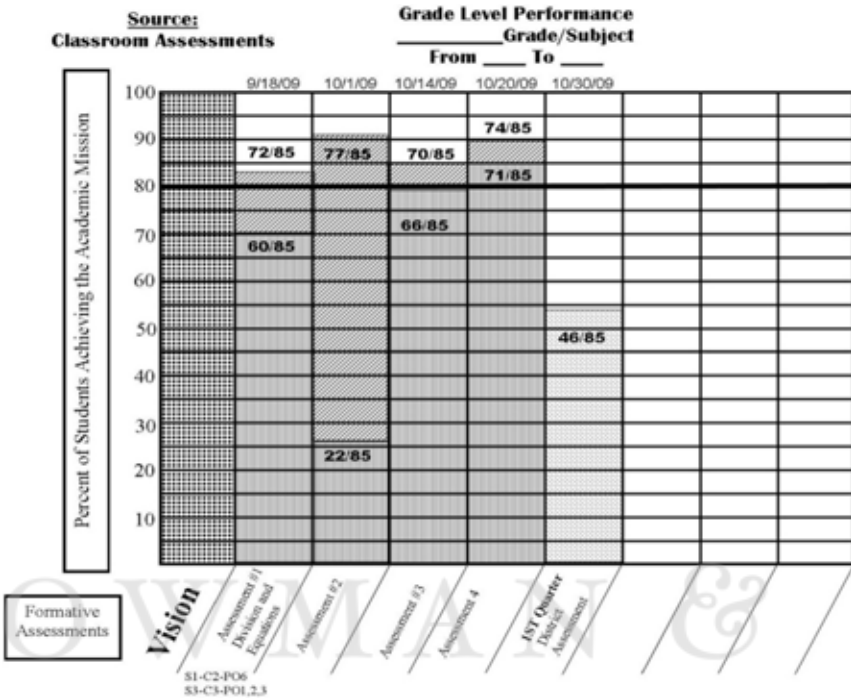 Source:
Classroom Assessments
Grade Level Performance
__________Grade/Subject
From ____ To ____
9/18/09 10/1/09 10/14/09 10/20/09 10/30/09
Percent of Students Achieving the Academic Mission
100
90
80
70
60
50
40
30
20
10
74/85
72/85 77/85 70/85
71/85
66/85
60/85
46/85
22/85
Vision
Assessment #1
Division and
Equations
Assessment #2
Assessment #3
Assessment 4
1ST Quarter
District
Assessment
S1-C2-PO6
S3-C3-PO1,2,3
Formative
Assessments
OWMAN &